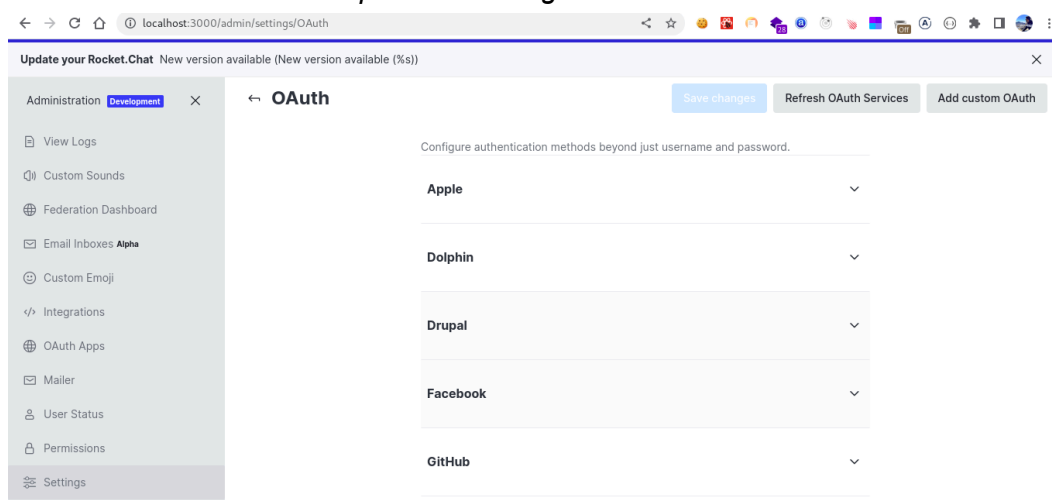 localhost:3000/admin/settings/OAuth
28
Off
Update your Rocket.Chat New version available (New version available (%s))
Administration Development
OAuth
Save changes
Refresh OAuth Services
Add custom OAuth
View Logs
Custom Sounds
Federation Dashboard
Email Inboxes Alpha
Custom Emoji
Integrations
OAuth Apps
Mailer
User Status
Permissions
Settings
Configure authentication methods beyond just username and password.
Apple
Dolphin
Drupal
Facebook
GitHub